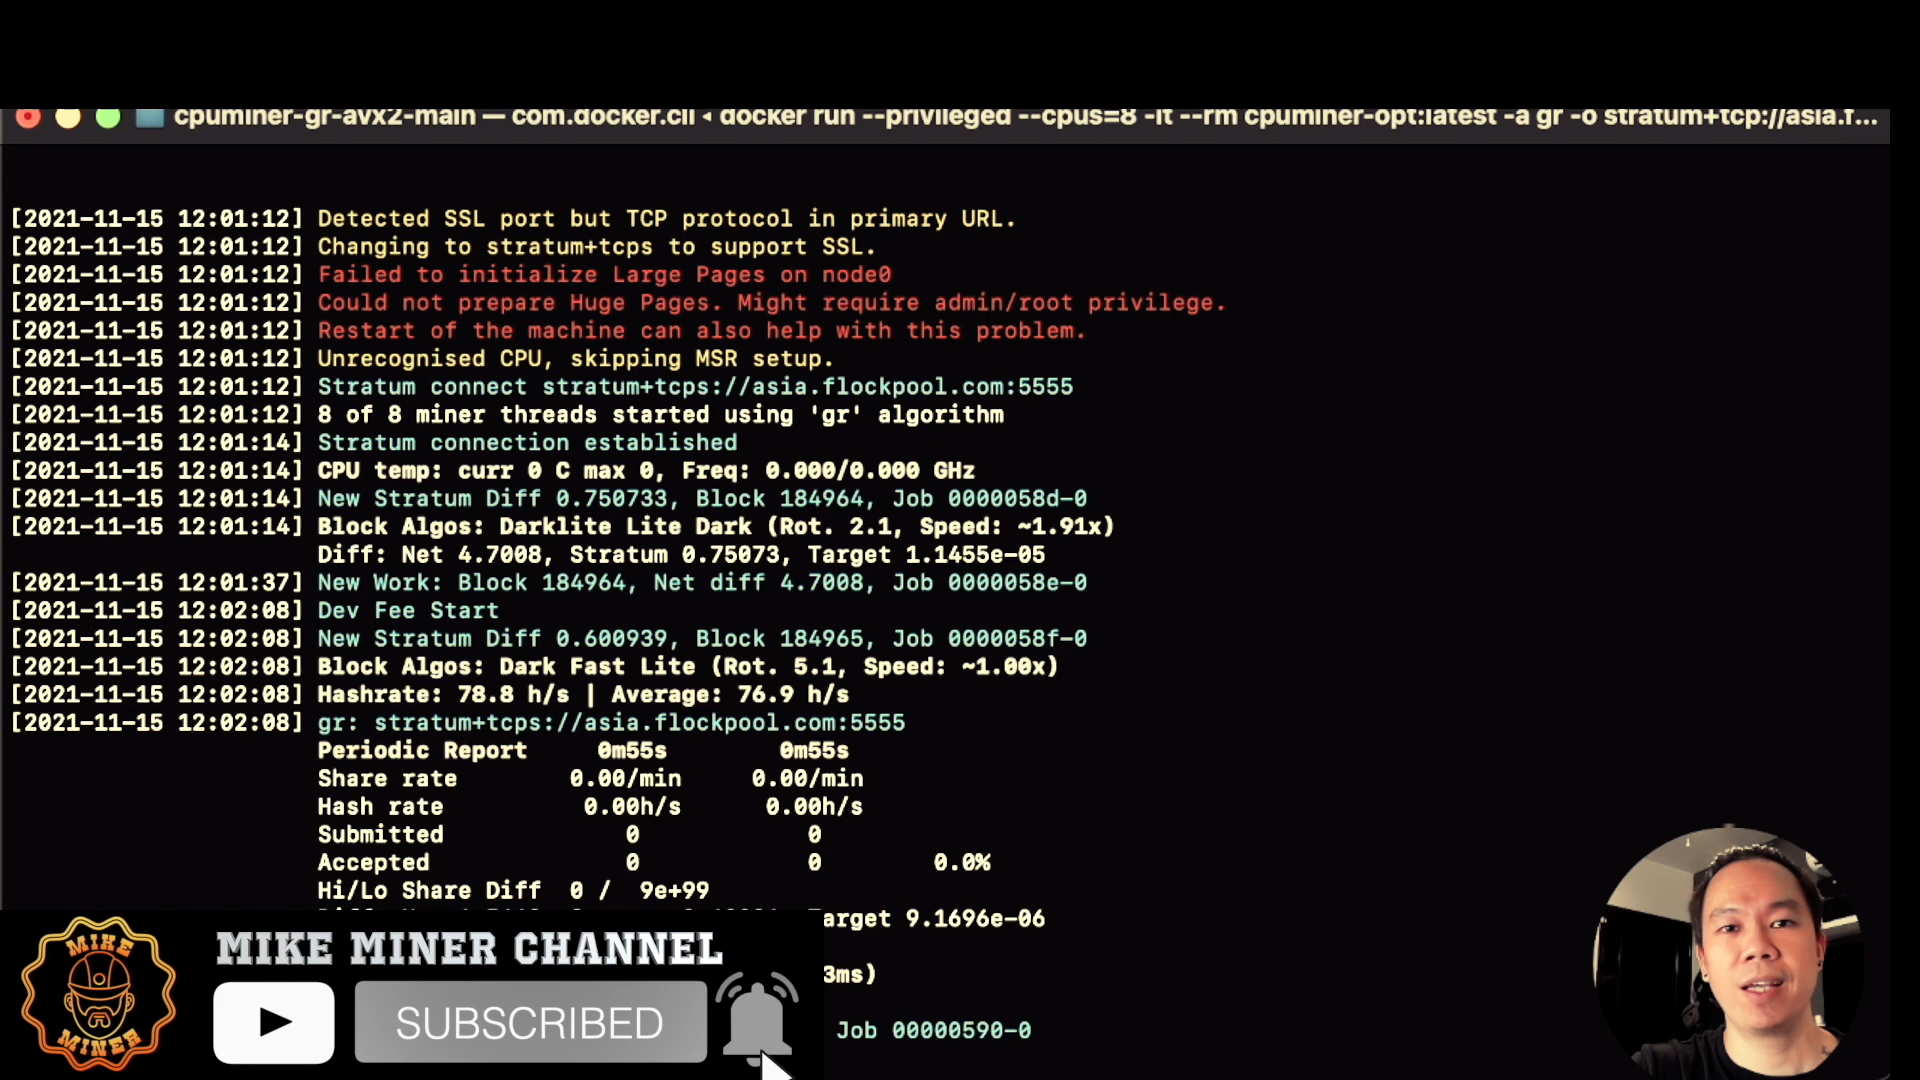 cpuminer-gr-avx2-main — com.docker.cli ◂ docker run --privileged --cpus=8 -it --rm cpuminer-opt:latest -a gr -o stratum+tcp://asia.f...
[2021-11-15 12:01:12] Detected SSL port but TCP protocol in primary URL.
[2021-11-15 12:01:12] Changing to stratum+tcps to support SSL.
[2021-11-15 12:01:12] Failed to initialize Large Pages on node0
[2021-11-15 12:01:12] Could not prepare Huge Pages. Might require admin/root privilege.
[2021-11-15 12:01:12] Restart of the machine can also help with this problem.
[2021-11-15 12:01:12] Unrecognised CPU, skipping MSR setup.
[2021-11-15 12:01:12] Stratum connect stratum+tcps://asia.flockpool.com:5555
[2021-11-15 12:01:12] 8 of 8 miner threads started using 'gr' algorithm
[2021-11-15 12:01:14] Stratum connection established
[2021-11-15 12:01:14] CPU temp: curr 0 C max 0, Freq: 0.000/0.000 GHz
[2021-11-15 12:01:14] New Stratum Diff 0.750733, Block 184964, Job 0000058d-0
[2021-11-15 12:01:14] Block Algos: Darklite Lite Dark (Rot. 2.1, Speed: ~1.91x)
Diff: Net 4.7008, Stratum 0.75073, Target 1.1455e-05
[2021-11-15 12:01:37] New Work: Block 184964, Net diff 4.7008, Job 0000058e-0
[2021-11-15 12:02:08] Dev Fee Start
[2021-11-15 12:02:08] New Stratum Diff 0.600939, Block 184965, Job 0000058f-0
[2021-11-15 12:02:08] Block Algos: Dark Fast Lite (Rot. 5.1, Speed: ~1.00x)
[2021-11-15 12:02:08] Hashrate: 78.8 h/s | Average: 76.9 h/s
[2021-11-15 12:02:08] gr: stratum+tcps://asia.flockpool.com:5555
Periodic Report 0m55s 0m55s
Share rate 0.00/min 0.00/min
Hash rate 0.00h/s 0.00h/s
Submitted 0 0
Accepted 0 0 0.0%
Hi/Lo Share Diff 0 / 9e+99
arget 9.1696e-06
3ms)
Job 00000590-0
MIKE MINER CHANNEL
SUBSCRIBED
MIKE
MINER